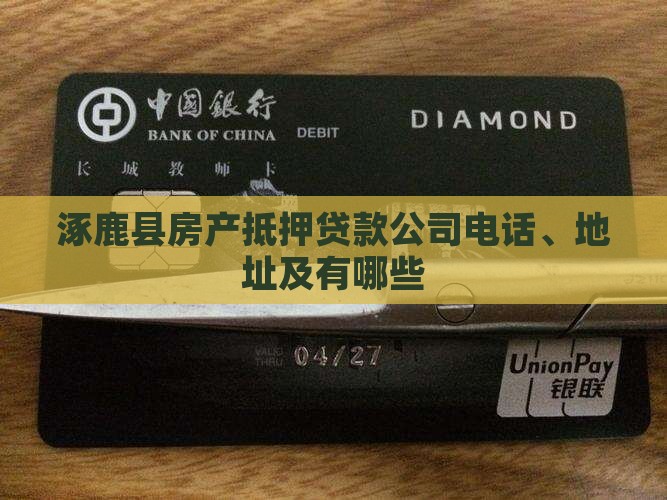 中国银行
BANK OF CHINA
DEBIT
DIAMOND
长城教师卡
涿鹿县房产抵押贷款公司电话、地
址及有哪些
VALID
THRU
04/27
UnionPay
银联